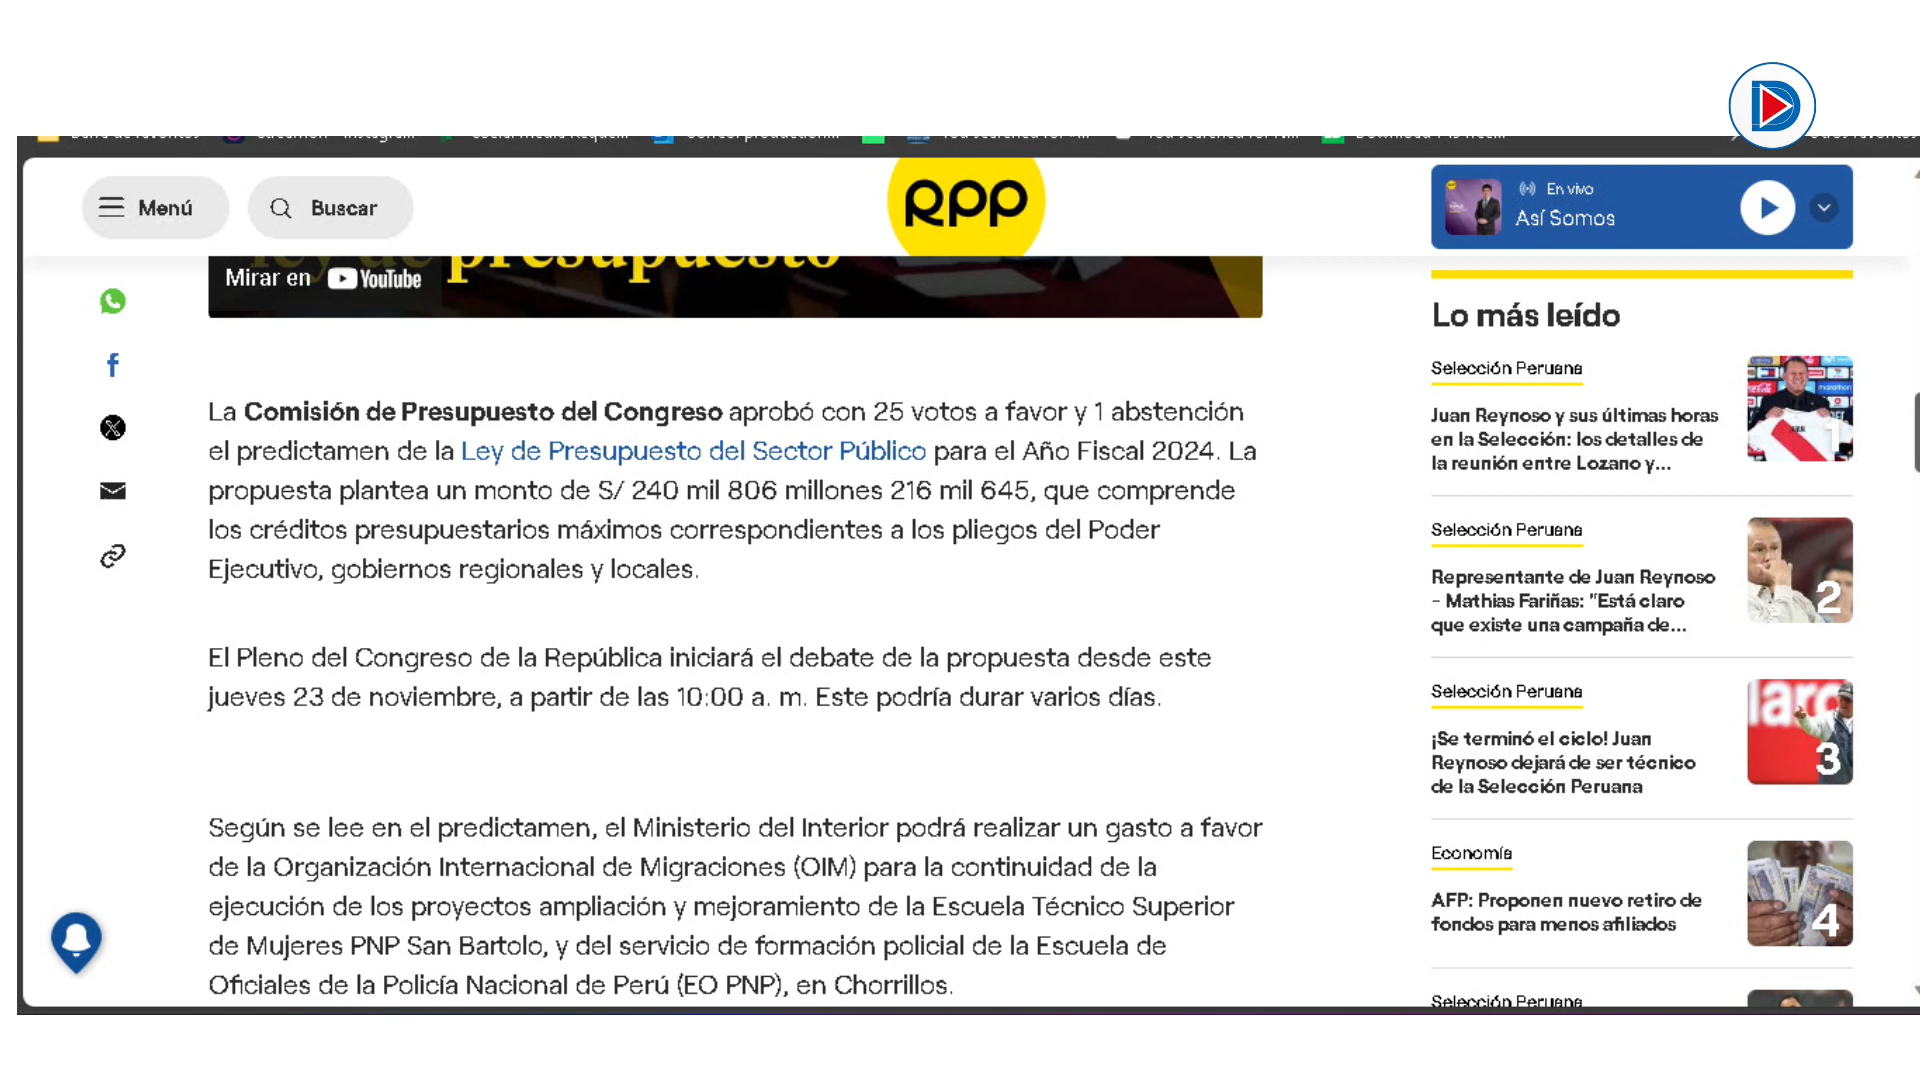 Menú
Buscar
RPP
En vivo
Así Somos
ley de presupuesto
Mirar en YouTube
La Comisión de Presupuesto del Congreso aprobó con 25 votos a favor y 1 abstención
el predictamen de la Ley de Presupuesto del Sector Público para el Año Fiscal 2024. La
propuesta plantea un monto de S/ 240 mil 806 millones 216 mil 645, que comprende
los créditos presupuestarios máximos correspondientes a los pliegos del Poder
Ejecutivo, gobiernos regionales y locales.
El Pleno del Congreso de la República iniciará el debate de la propuesta desde este
jueves 23 de noviembre, a partir de las 10:00 a. m. Este podría durar varios días.
Según se lee en el predictamen, el Ministerio del Interior podrá realizar un gasto a favor
de la Organización Internacional de Migraciones (OIM) para la continuidad de la
ejecución de los proyectos ampliación y mejoramiento de la Escuela Técnico Superior
de Mujeres PNP San Bartolo, y del servicio de formación policial de la Escuela de
Oficiales de la Policía Nacional de Perú (EO PNP), en Chorrillos.
Lo más leído
Selección Peruana
Juan Reynoso y sus últimas horas
en la Selección: los detalles de
la reunión entre Lozano y...
1
Selección Peruana
Representante de Juan Reynoso
- Mathias Fariñas: "Está claro
que existe una campaña de...
2
Selección Peruana
¡Se terminó el ciclo! Juan
Reynoso dejará de ser técnico
de la Selección Peruana
3
Economía
AFP: Proponen nuevo retiro de
fondos para menos afiliados
4
Selección Peruana